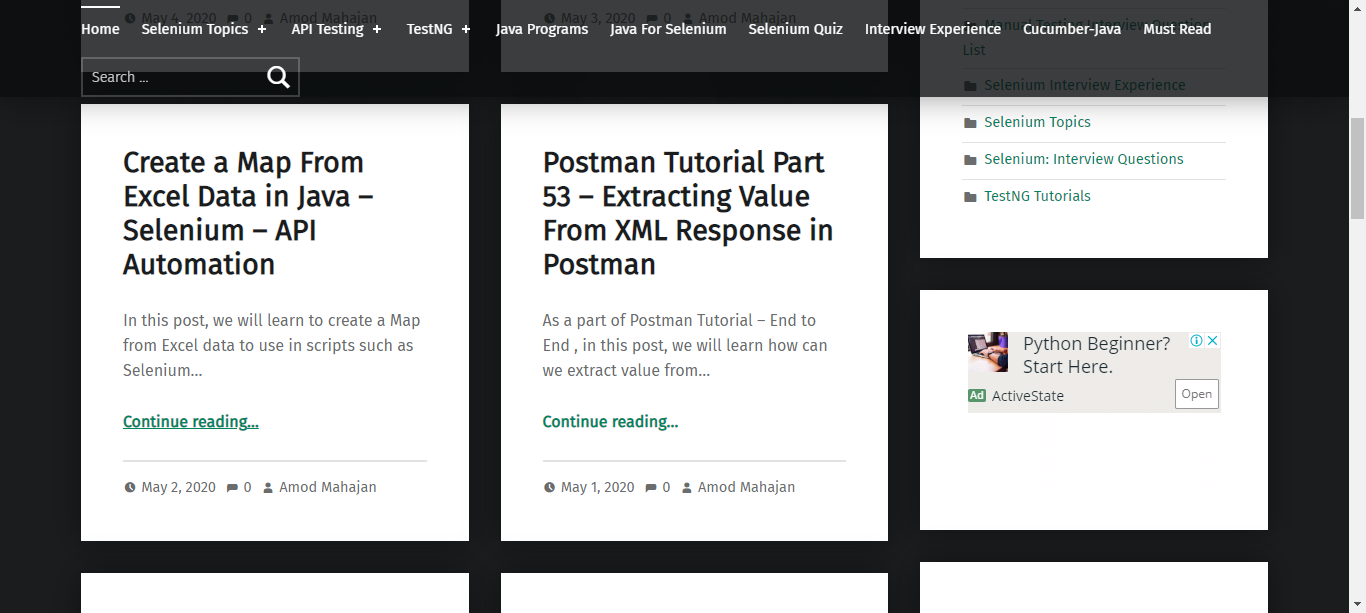 May 4, 2020 0 Amod Mahajan
May 3, 2020 0 Amod Mahajan
Manual Testing Interview Question
List
Home Selenium Topics + API Testing + TestNG + Java Programs Java For Selenium Selenium Quiz Interview Experience Cucumber-Java Must Read
Search ...
Selenium Interview Experience
Selenium Topics
Selenium: Interview Questions
TestNG Tutorials
Create a Map From
Excel Data in Java –
Selenium – API
Automation
In this post, we will learn to create a Map
from Excel data to use in scripts such as
Selenium...
Continue reading...
May 2, 2020 0 Amod Mahajan
Postman Tutorial Part
53 – Extracting Value
From XML Response in
Postman
As a part of Postman Tutorial – End to
End , in this post, we will learn how can
we extract value from...
Continue reading...
May 1, 2020 0 Amod Mahajan
Python Beginner?
Start Here.
Ad ActiveState
Open